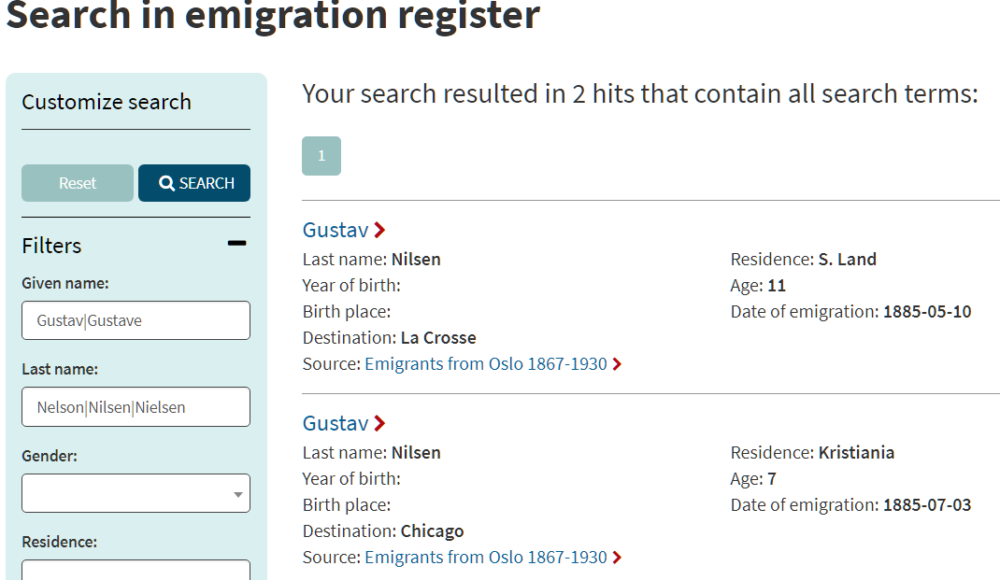 Search in emigration register
Customize search
Reset
SEARCH
Filters
Given name:
Gustav|Gustave
Last name:
Nelson|Nilsen|Nielsen
Gender:
Residence:
Your search resulted in 2 hits that contain all search terms:
1
Gustav
Last name: Nilsen
Year of birth:
Birth place:
Destination: La Crosse
Source: Emigrants from Oslo 1867-1930
Residence: S. Land
Age: 11
Date of emigration: 1885-05-10
Gustav
Last name: Nilsen
Year of birth:
Birth place:
Destination: Chicago
Source: Emigrants from Oslo 1867-1930
Residence: Kristiania
Age: 7
Date of emigration: 1885-07-03